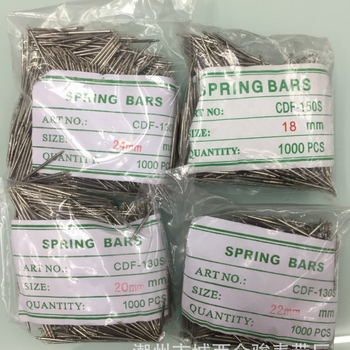 SPRING BARS
ART NO.:
SIZE: 24mm mm
QUANTITY: 1000 PCS
SPRING BARS
ART NO.: CDF-150S
SIZE: 18 mm
QUANTITY: 1000 PCS
SPRING BARS
ART NO.: CDF-130S
SIZE: 20mm mm
QUANTITY: 1000 PCS
SPRING BARS
ART NO.: CDF-130S
SIZE: 22mm mm
QUANTITY: 1000 PCS